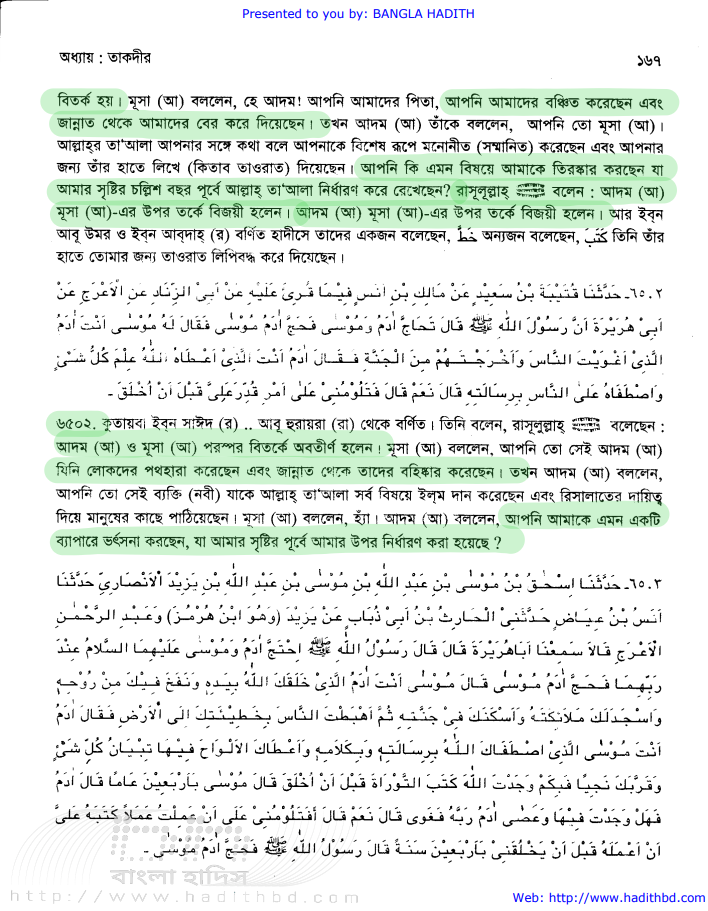 Presented to you by: BANGLA HADITH
অধ্যায় : তাকদীর ১৬৭
বিতর্ক হয়। মূসা (আ) বললেন, হে আদম! আপনি আমাদের পিতা, আপনি আমাদের বঞ্চিত করেছেন এবং
জান্নাত থেকে আমাদের বের করে দিয়েছেন। তখন আদম (আ) তাঁকে বললেন, আপনি তো মূসা (আ)।
আল্লাহ্‌র তা'আলা আপনার সঙ্গে কথা বলে আপনাকে বিশেষ রূপে মনোনীত (সম্মানিত) করেছেন এবং আপনার
জন্য তাঁর হাতে লিখে (কিতাব তাওরাত) দিয়েছেন। আপনি কি এমন বিষয়ে আমাকে তিরস্কার করছেন যা
আমার সৃষ্টির চল্লিশ বছর পূর্বে আল্লাহ্ তা'আলা নির্ধারণ করে রেখেছেন? রাসূলুল্লাহ্ ﷺ বলেন : আদম (আ)
মূসা (আ)-এর উপর তর্কে বিজয়ী হলেন। আদম (আ) মূসা (আ)-এর উপর তর্কে বিজয়ী হলেন। আর ইব্‌ন
আবূ উমর ও ইব্‌ন আব্‌দাহ্ (র) বর্ণিত হাদীসে তাদের একজন বলেছেন, خَطَّ অন্যজন বলেছেন, كَتَبَ তিনি তাঁর
হাতে তোমার জন্য তাওরাত লিপিবদ্ধ করে দিয়েছেন।
٦٥٠٢ـ حَدَّثَنَا قُتَيْبَةُ بْنُ سَعِيْدٍ عَنْ مَالِكِ بْنِ اَنَسٍ فِيْمَا قُرِئَ عَلَيْهِ عَنْ اَبِى الزِّنَادِ عَنِ الْاَعْرَجِ عَنْ
اَبِىْ هُرَيْرَةَ اَنَّ رَسُوْلَ اللّٰهِ ﷺ قَالَ تَحَاجَّ اٰدَمُ وَمُوْسٰى فَحَجَّ اٰدَمُ مُوْسٰى فَقَالَ لَهُ مُوْسٰى اَنْتَ اٰدَمُ
الَّذِىْ اَغْوَيْتَ النَّاسَ وَاَخْرَجْتَهُمْ مِنَ الْجَنَّةِ فَقَالَ اٰدَمُ اَنْتَ الَّذِىْ اَعْطَاهُ اللّٰهُ عِلْمَ كُلِّ شَىْءٍ
وَاصْطَفَاهُ عَلَى النَّاسِ بِرِسَالَتِهِ قَالَ نَعَمْ قَالَ فَتَلُوْمُنِىْ عَلٰى اَمْرٍ قُدِّرَ عَلَىَّ قَبْلَ اَنْ اُخْلَقَ ـ
৬৫০২. কুতায়বা ইব্‌ন সাঈদ (র) .. আবূ হুরায়রা (রা) থেকে বর্ণিত। তিনি বলেন, রাসূলুল্লাহ্ ﷺ বলেছেন :
আদম (আ) ও মূসা (আ) পরস্পর বিতর্কে অবতীর্ণ হলেন। মূসা (আ) বললেন, আপনি তো সেই আদম (আ)
যিনি লোকদের পথহারা করেছেন এবং জান্নাত থেকে তাদের বহিষ্কার করেছেন। তখন আদম (আ) বললেন,
আপনি তো সেই ব্যক্তি (নবী) যাকে আল্লাহ্ তা'আলা সর্ব বিষয়ে ইল্‌ম দান করেছেন এবং রিসালাতের দায়িত্ব
দিয়ে মানুষের কাছে পাঠিয়েছেন। মূসা (আ) বললেন, হ্যাঁ। আদম (আ) বললেন, আপনি আমাকে এমন একটি
ব্যাপারে ভর্ৎসনা করছেন, যা আমার সৃষ্টির পূর্বে আমার উপর নির্ধারণ করা হয়েছে ?
٦٥٠٣ـ حَدَّثَنَا اِسْحٰقُ بْنُ مُوْسَى بْنِ عَبْدِ اللّٰهِ بْنِ مُوْسَى بْنِ عَبْدِ اللّٰهِ بْنِ يَزِيْدَ الْاَنْصَارِىُّ حَدَّثَنَا
اَنَسُ بْنُ عِيَاضٍ حَدَّثَنِىْ الْحَارِثُ بْنُ اَبِىْ ذُبَابٍ عَنْ يَزِيْدَ (وَهُوَ ابْنُ هُرْمُزَ) وَعَبْدِ الرَّحْمٰنِ
الْاَعْرَجِ قَالَا سَمِعْنَا اَبَاهُرَيْرَةَ قَالَ قَالَ رَسُوْلُ اللّٰهِ ﷺ اِحْتَجَّ اٰدَمُ وَمُوْسٰى عَلَيْهِمَا السَّلَامُ عِنْدَ
رَبِّهِمَا فَحَجَّ اٰدَمُ مُوْسٰى قَالَ مُوْسٰى اَنْتَ اٰدَمُ الَّذِىْ خَلَقَكَ اللّٰهُ بِيَدِهِ وَنَفَخَ فِيْكَ مِنْ رُوْحِهِ
وَاَسْجَدَ لَكَ مَلَائِكَتَهُ وَاَسْكَنَكَ فِىْ جَنَّتِهِ ثُمَّ اَهْبَطْتَ النَّاسَ بِخَطِيْئَتِكَ اِلَى الْاَرْضِ فَقَالَ اٰدَمُ
اَنْتَ مُوْسٰى الَّذِىْ اصْطَفَاكَ اللّٰهُ بِرِسَالَتِهِ وَبِكَلَامِهِ وَاَعْطَاكَ الْاَلْوَاحَ فِيْهَا تِبْيَانُ كُلِّ شَىْءٍ
وَقَرَّبَكَ نَجِيًّا فَبِكَمْ وَجَدْتَ اللّٰهَ كَتَبَ التَّوْرَاةَ قَبْلَ اَنْ اُخْلَقَ قَالَ مُوْسٰى بِاَرْبَعِيْنَ عَامًا قَالَ اٰدَمُ
فَهَلْ وَجَدْتَ فِيْهَا وَعَصٰى اٰدَمُ رَبَّهُ فَغَوٰى قَالَ نَعَمْ قَالَ اَفَتَلُوْمُنِىْ عَلٰى اَنْ عَمِلْتُ عَمَلًا كَتَبَهُ عَلَىَّ
اَنْ اَعْمَلَهُ قَبْلَ اَنْ يَخْلُقَنِىْ بِاَرْبَعِيْنَ سَنَةً قَالَ رَسُوْلُ اللّٰهِ ﷺ فَحَجَّ اٰدَمُ مُوْسٰى ـ
বাংলা হাদিস
http://www.hadithbd.com
Web: http://www.hadithbd.com